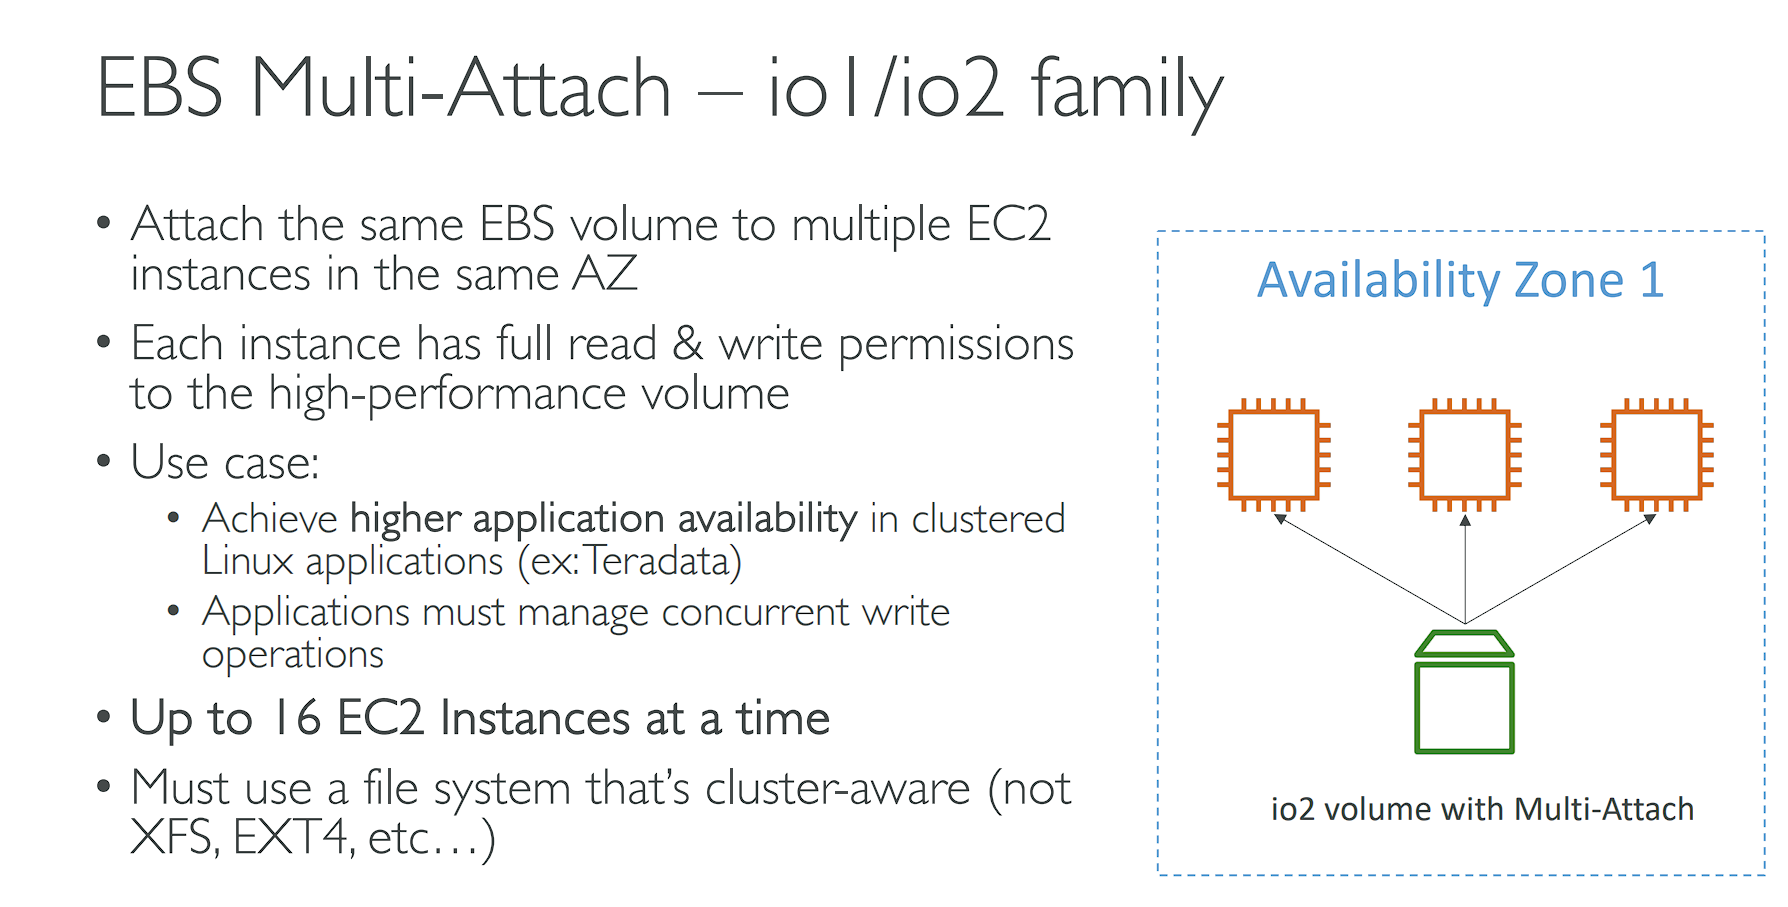 EBS Multi-Attach – io1/io2 family
• Attach the same EBS volume to multiple EC2
instances in the same AZ
• Each instance has full read & write permissions
to the high-performance volume
• Use case:
• Achieve higher application availability in clustered
Linux applications (ex: Teradata)
• Applications must manage concurrent write
operations
• Up to 16 EC2 Instances at a time
• Must use a file system that's cluster-aware (not
XFS, EXT4, etc…)
Availability Zone 1
io2 volume with Multi-Attach